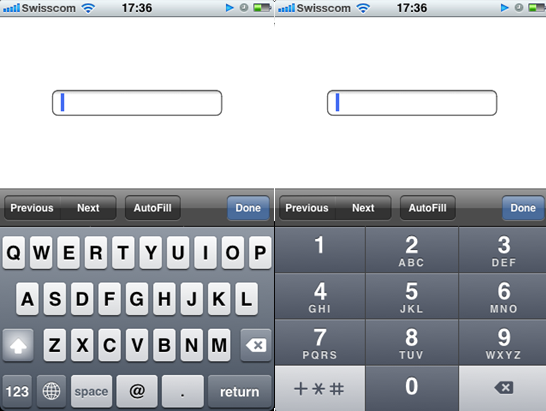 Swisscom 17:36
Previous Next AutoFill Done
Q W E R T Y U I O P
A S D F G H J K L
Z X C V B N M
123 space @ . return
Swisscom 17:36
Previous Next AutoFill Done
1 2 3
ABC DEF
4 5 6
GHI JKL MNO
7 8 9
PQRS TUV WXYZ
+*# 0